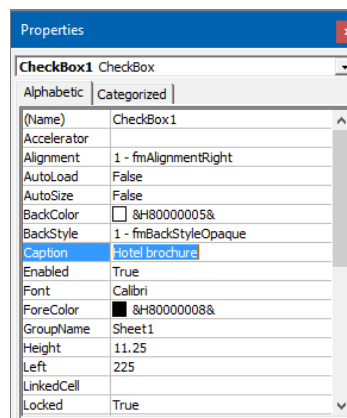 Properties
CheckBox1 CheckBox
Alphabetic Categorized
(Name) CheckBox1
Accelerator
Alignment 1 - fmAlignmentRight
AutoLoad False
AutoSize False
BackColor &H80000005&
BackStyle 1 - fmBackStyleOpaque
Caption Hotel brochure
Enabled True
Font Calibri
ForeColor &H80000008&
GroupName Sheet1
Height 11.25
Left 225
LinkedCell
Locked True